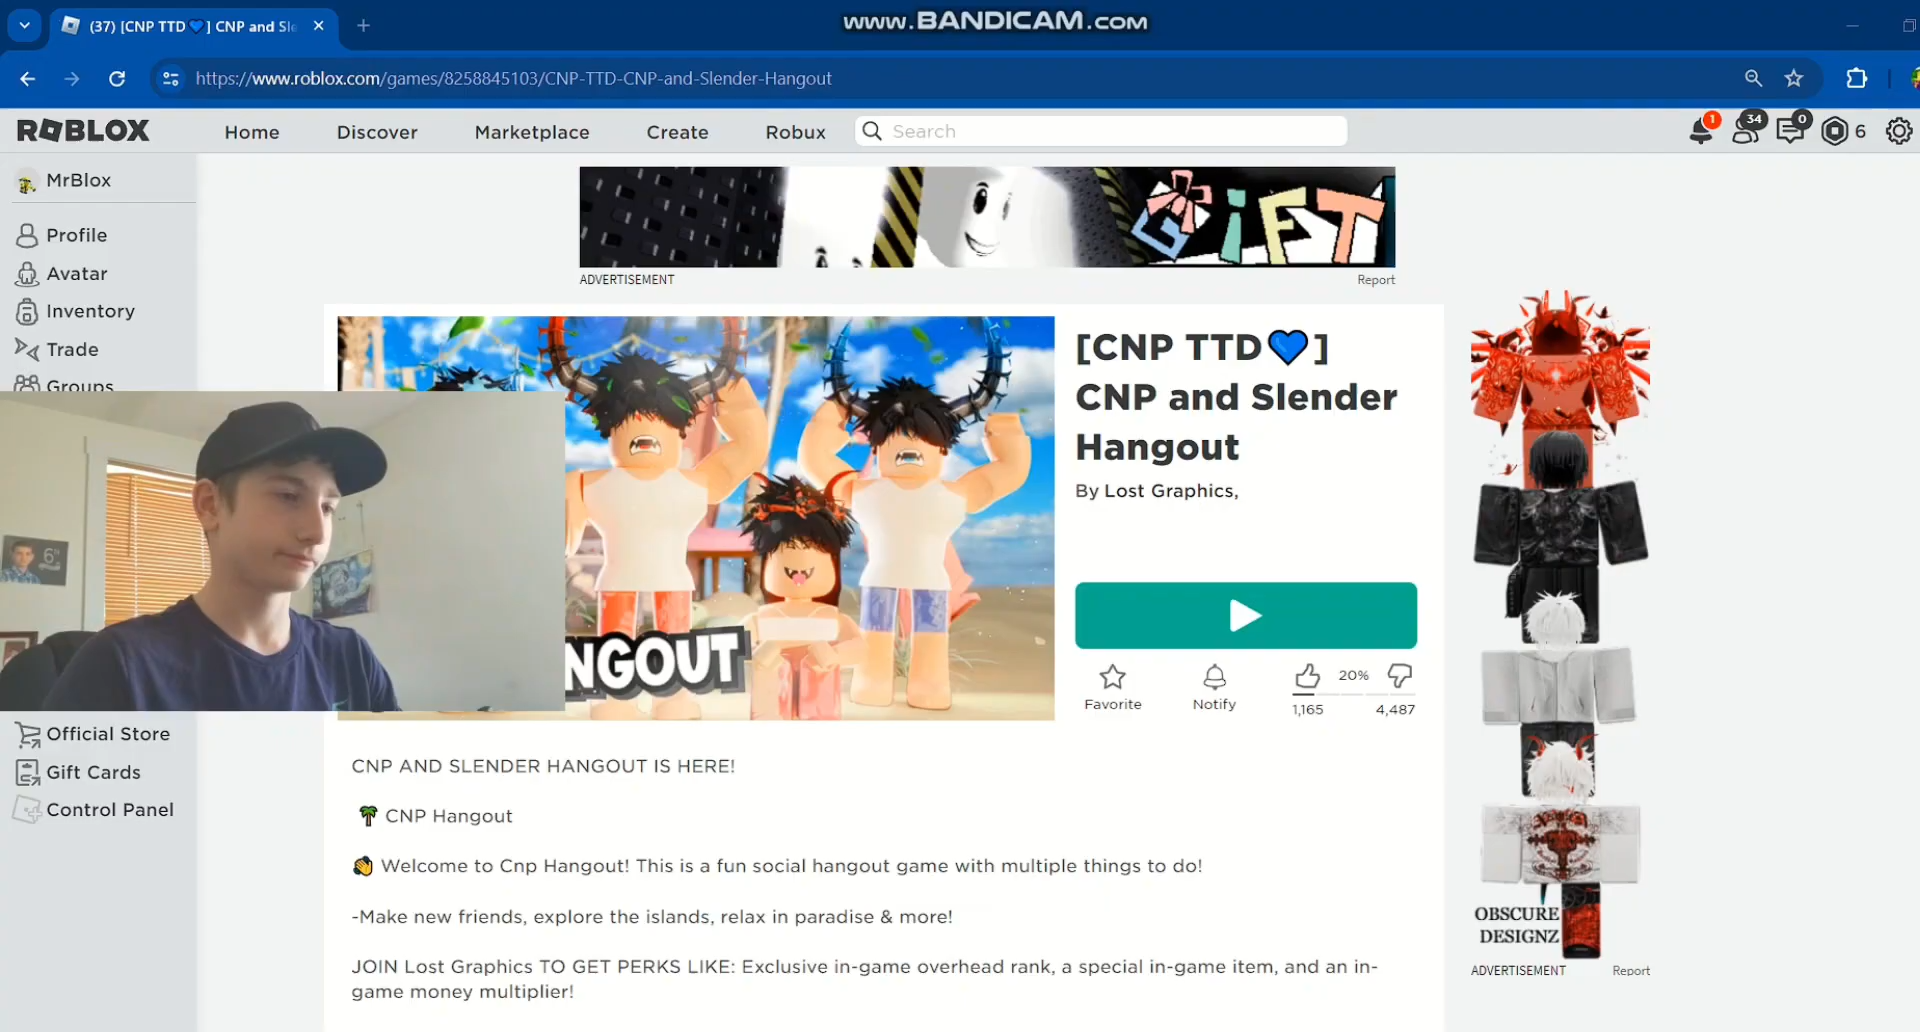 www.BANDICAM.com
(37) [CNP TTD💙] CNP and Sle
https://www.roblox.com/games/8258845103/CNP-TTD-CNP-and-Slender-Hangout
ROBLOX
Home
Discover
Marketplace
Create
Robux
Search
1
34
0
6
MrBlox
Profile
Avatar
Inventory
Trade
Groups
Official Store
Gift Cards
Control Panel
GIFT
ADVERTISEMENT
Report
NGOUT
6
[CNP TTD💙]
CNP and Slender
Hangout
By Lost Graphics,
Favorite
Notify
20%
1,165
4,487
CNP AND SLENDER HANGOUT IS HERE!
🌴 CNP Hangout
👋 Welcome to Cnp Hangout! This is a fun social hangout game with multiple things to do!
-Make new friends, explore the islands, relax in paradise & more!
JOIN Lost Graphics TO GET PERKS LIKE: Exclusive in-game overhead rank, a special in-game item, and an in-
game money multiplier!
OBSCURE
DESIGNZ
ADVERTISEMENT
Report